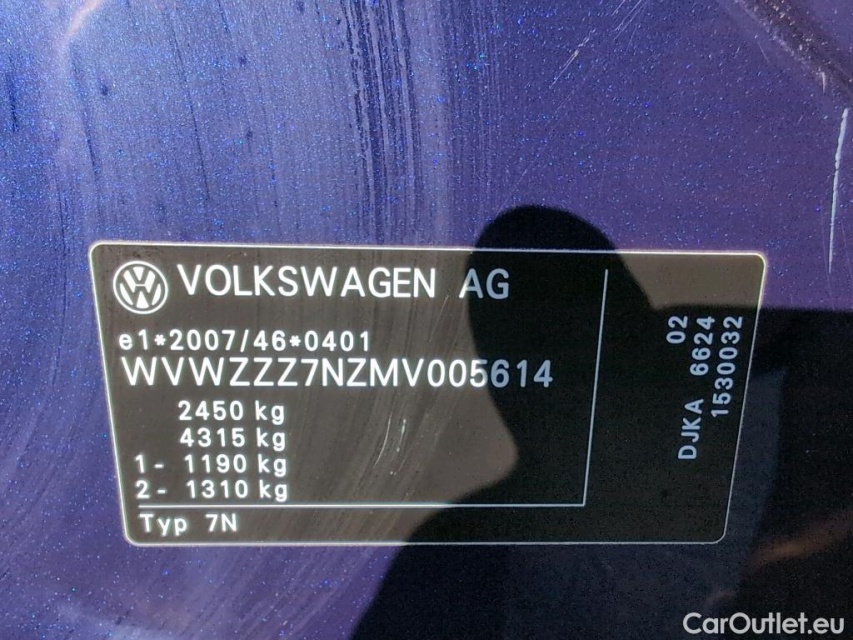 VOLKSWAGEN AG
e1*2007/46*0401
WVWZZZ7NZMV005614
2450 kg
4315 kg
1- 1190 kg
2- 1310 kg
Typ 7N
02
DJKA 6624
1530032
CarOutlet.eu